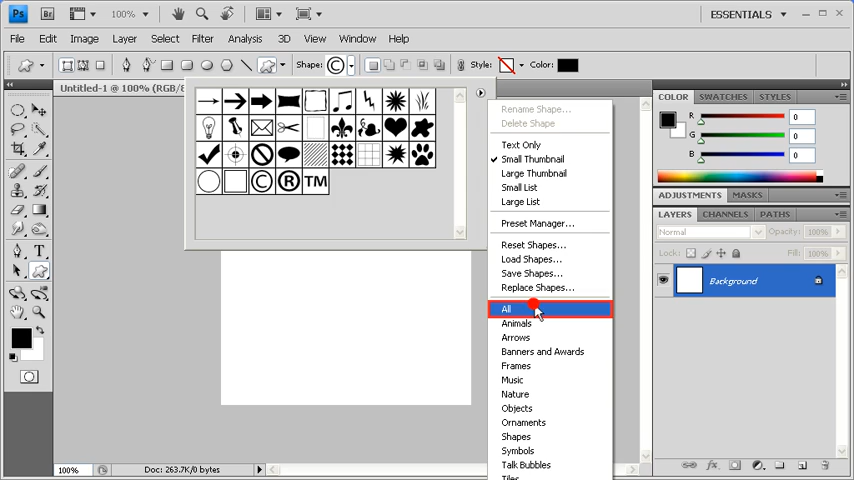 Ps Br 100% ESSENTIALS
File Edit Image Layer Select Filter Analysis 3D View Window Help
Shape: © Style: Color:
Untitled-1 @ 100% (RGB/8
® TM
Rename Shape...
Delete Shape
Text Only
Small Thumbnail
Large Thumbnail
Small List
Large List
Preset Manager...
Reset Shapes...
Load Shapes...
Save Shapes...
Replace Shapes...
All
Animals
Arrows
Banners and Awards
Frames
Music
Nature
Objects
Ornaments
Shapes
Symbols
Talk Bubbles
Tiles
COLOR SWATCHES STYLES
R 0
G 0
B 0
ADJUSTMENTS MASKS
LAYERS CHANNELS PATHS
Normal Opacity: 100%
Lock: Fill: 100%
Background
T
100% Doc: 263.7K/0 bytes
fx